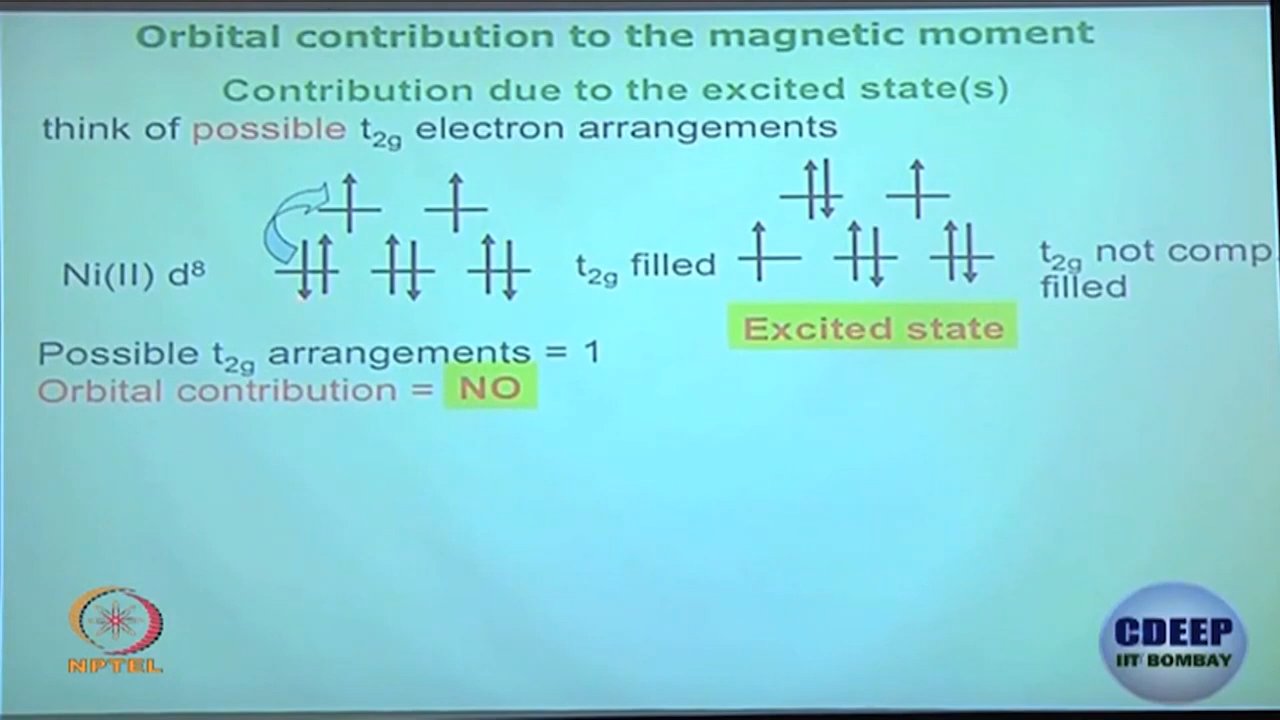 Orbital contribution to the magnetic moment
Contribution due to the excited state(s)
think of possible t2g electron arrangements
Ni(II) d⁸
t2g filled
t2g not comp
filled
Excited state
Possible t2g arrangements = 1
Orbital contribution = NO
NPTEL
CDEEP
IIT BOMBAY